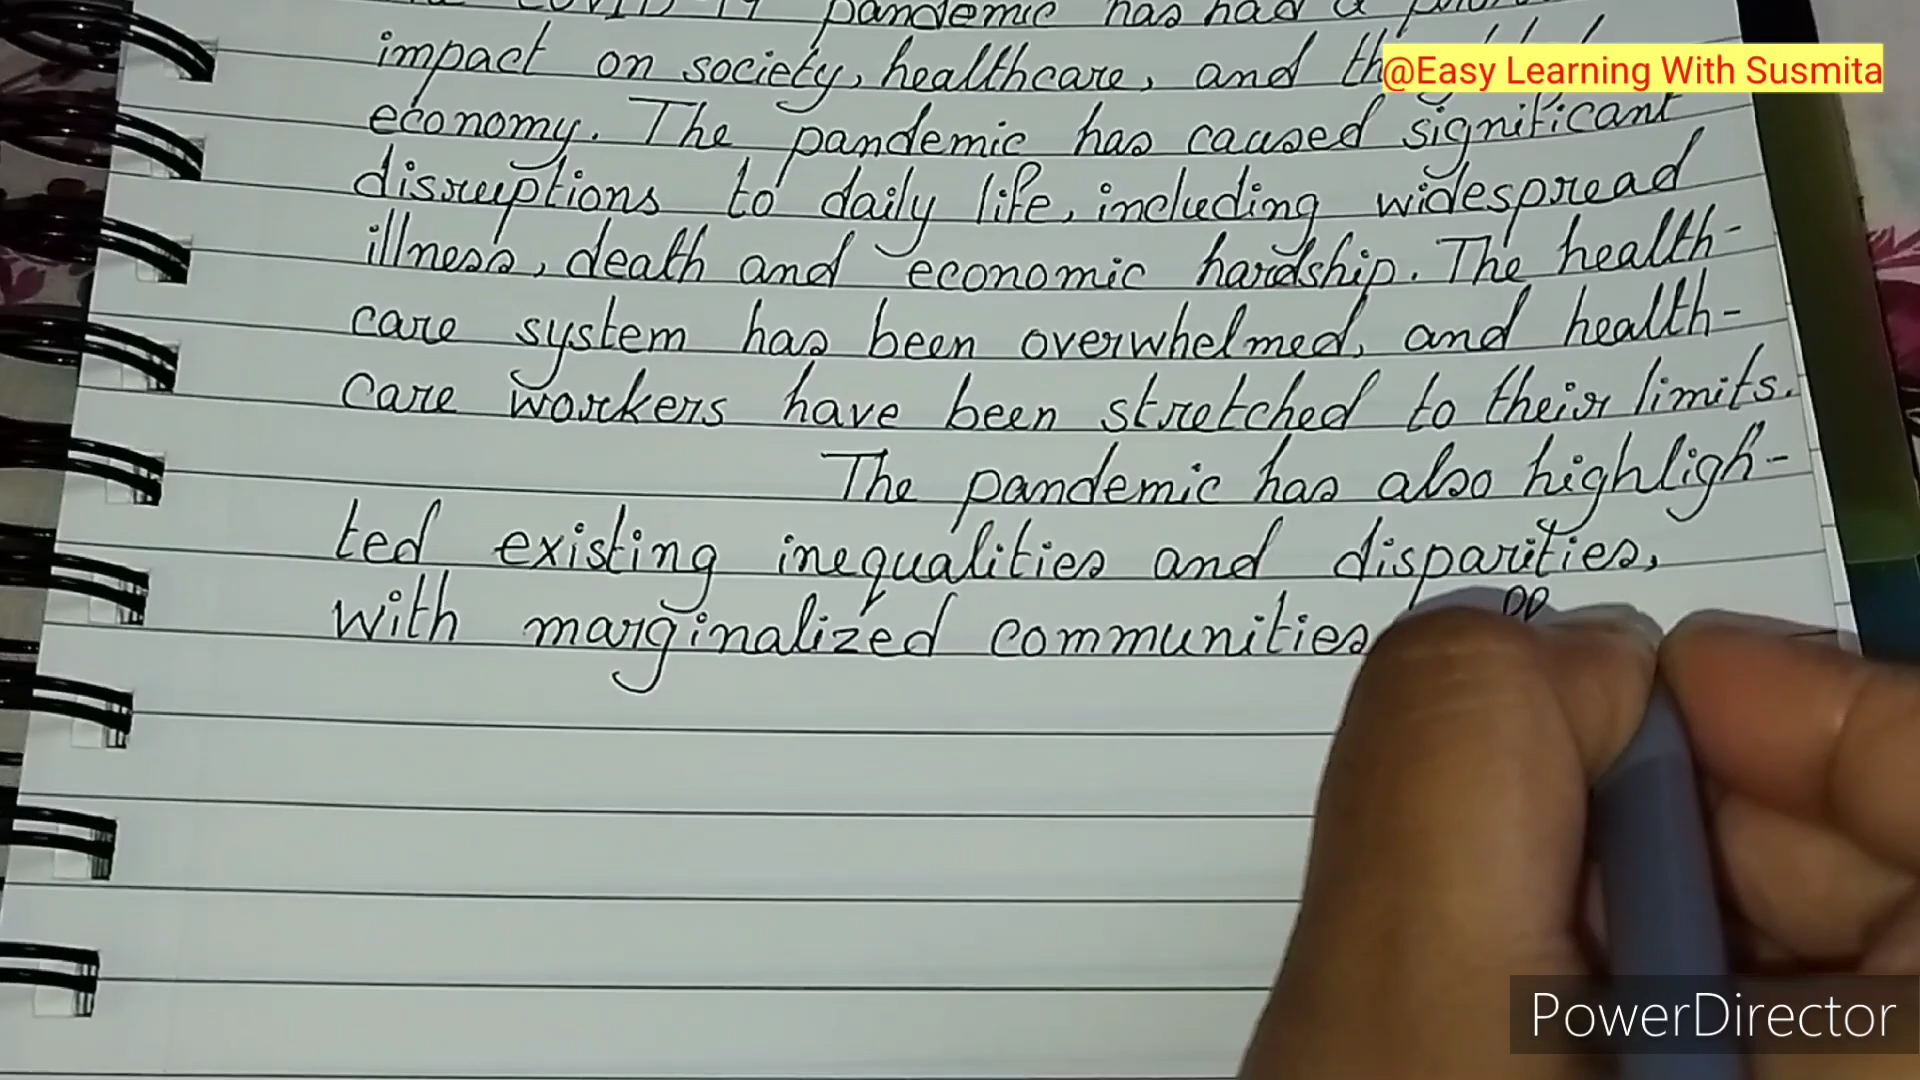 COVID-19 pandemic has had a
impact on society, healthcare, and
@Easy Learning With Susmita
economy. The pandemic has caused significant
disruptions to daily life, including widespread
illness, death and economic hardship. The health-
care system has been overwhelmed, and health-
care workers have been stretched to their limits.
The pandemic has also highligh-
ted existing inequalities and disparities,
with marginalized communities
PowerDirector